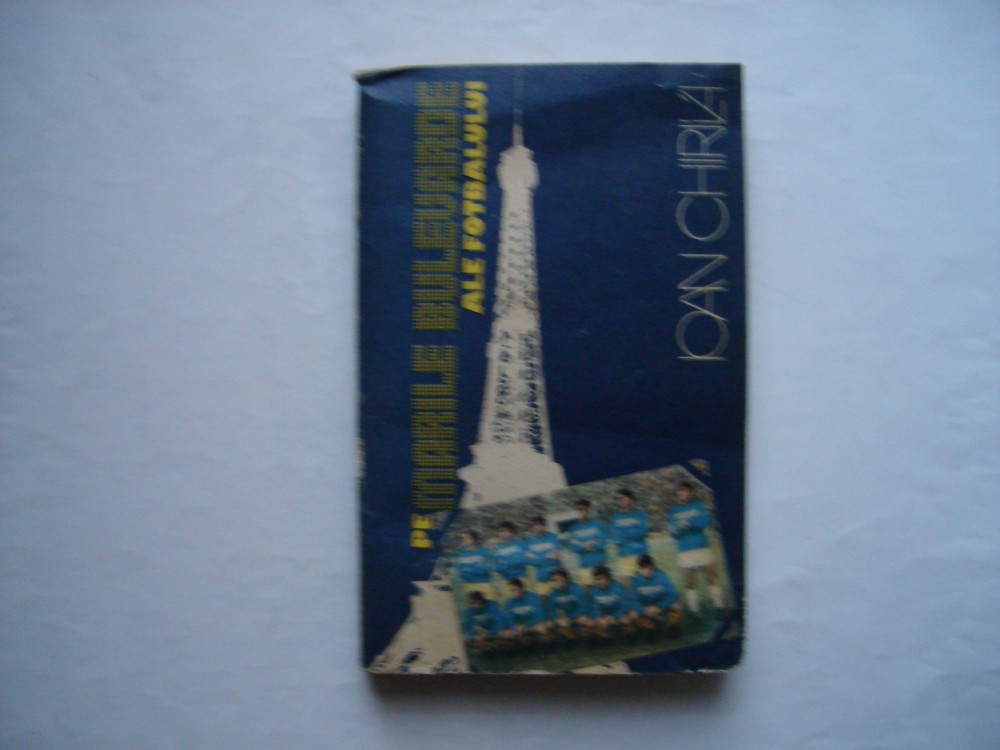 IOAN CHIRILĂ
PE MARILE BULEVARDE
ALE FOTBALULUI